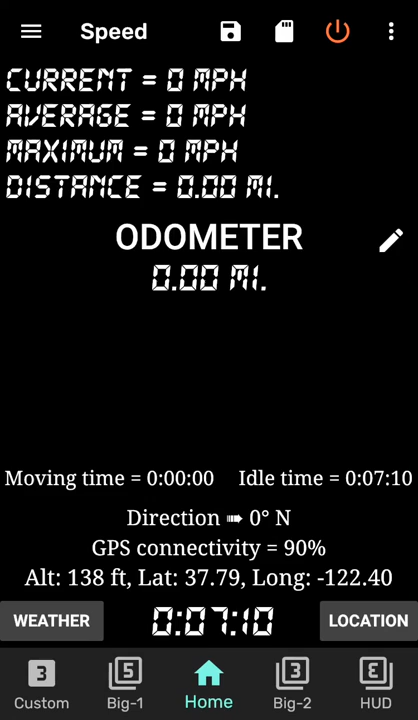 Speed
CURRENT = 0 MPH
AVERAGE = 0 MPH
MAXIMUM = 0 MPH
DISTANCE = 0.00 MI.
ODOMETER
0.00 MI.
Moving time = 0:00:00 Idle time = 0:07:10
Direction ➠ 0° N
GPS connectivity = 90%
Alt: 138 ft, Lat: 37.79, Long: -122.40
WEATHER 0:07:10 LOCATION
3 5 3 3
Custom Big-1 Home Big-2 HUD